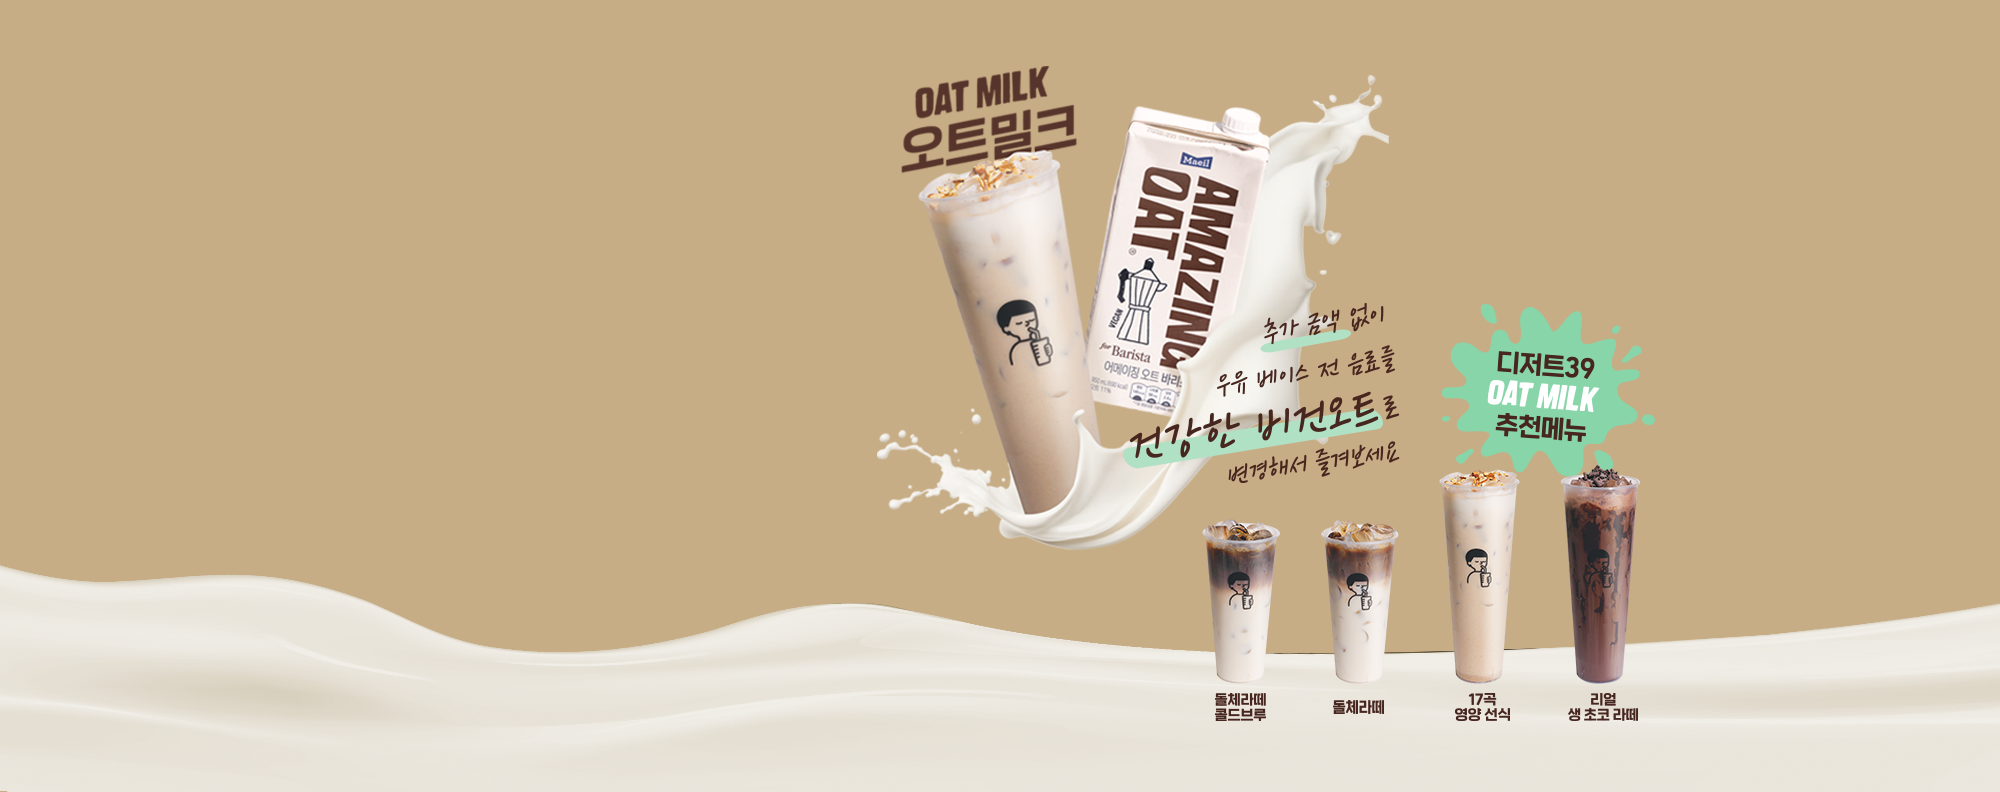 OAT MILK
오트밀크
Maeil
AMAZING
OAT
VEGAN
for Barista
어메이징 오트 바리
추가 금액 없이
우유 베이스 전 음료를
건강한 비건오트로
변경해서 즐겨보세요
디저트39
OAT MILK
추천메뉴
돌체라떼
콜드브루
돌체라떼
17곡
영양 선식
리얼
생 초코 라떼